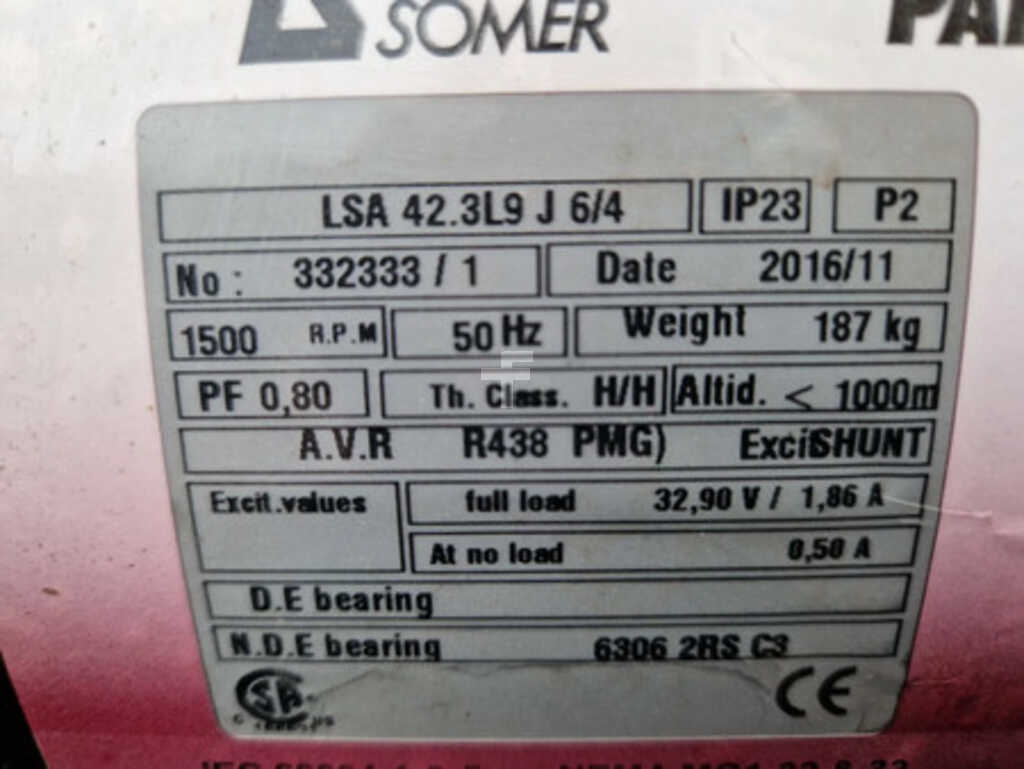 SOMER
LSA 42.3L9 J 6/4 IP23 P2
No : 332333 / 1 Date 2016/11
1500 R.P.M 50 Hz Weight 187 kg
PF 0,80 Th. Class. H/H Altid. < 1000m
A.V.R R438 PMG) Excit SHUNT
Excit.values full load 32,90 V / 1,86 A
At no load 0,50 A
D.E bearing
N.D.E bearing 6306 2RS C3
CE